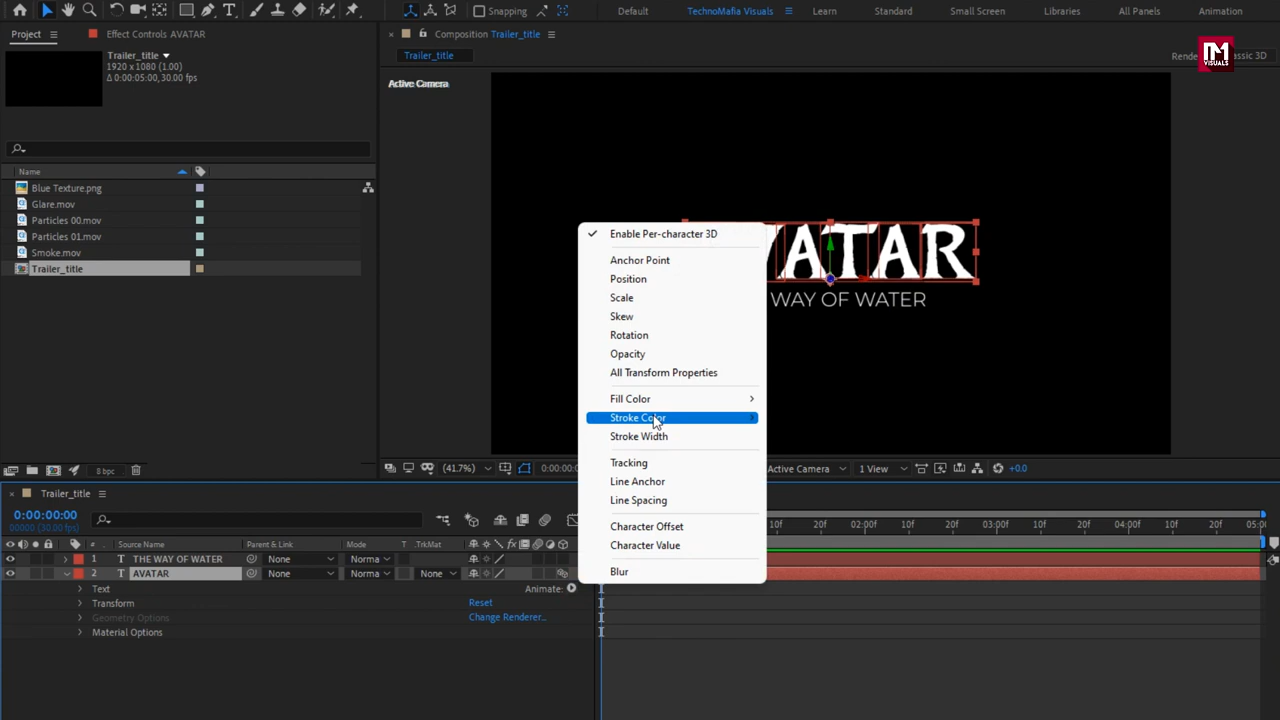 Snapping
Default
TechnoMafia Visuals
Learn
Standard
Small Screen
Libraries
All Panels
Animation
Project
Effect Controls AVATAR
Composition Trailer_title
Trailer_title
1920 x 1080 (1.00)
Δ 0:00:05:00, 30.00 fps
Trailer_title
VISUALS
Active Camera
Name
Blue Texture.png
Glare.mov
Particles 00.mov
Particles 01.mov
Smoke.mov
Trailer_title
VATAR
WAY OF WATER
Enable Per-character 3D
Anchor Point
Position
Scale
Skew
Rotation
Opacity
All Transform Properties
Fill Color
Stroke Color
Stroke Width
Tracking
Line Anchor
Line Spacing
Character Offset
Character Value
Blur
8 bpc
(41.7%)
Active Camera
1 View
+0.0
Trailer_title
0:00:00:00
00000 (30.00 fps)
10f 20f 02:00f 10f 20f 03:00f 10f 20f 04:00f 10f 20f
# Source Name Parent & Link Mode T .TrkMat
1 T THE WAY OF WATER None Norma
2 T AVATAR None Norma None
Text Animate:
Transform Reset
Geometry Options Change Renderer...
Material Options